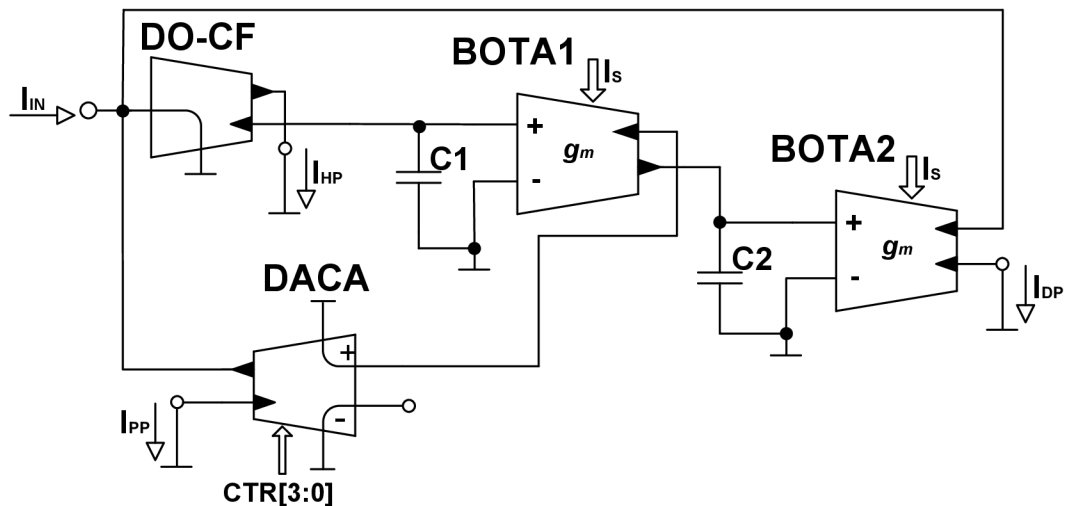 DO-CF
BOTA1
IS
IIN
+
gm
-
C1
IHP
BOTA2
IS
+
gm
-
C2
IDP
DACA
+
-
IPP
CTR[3:0]